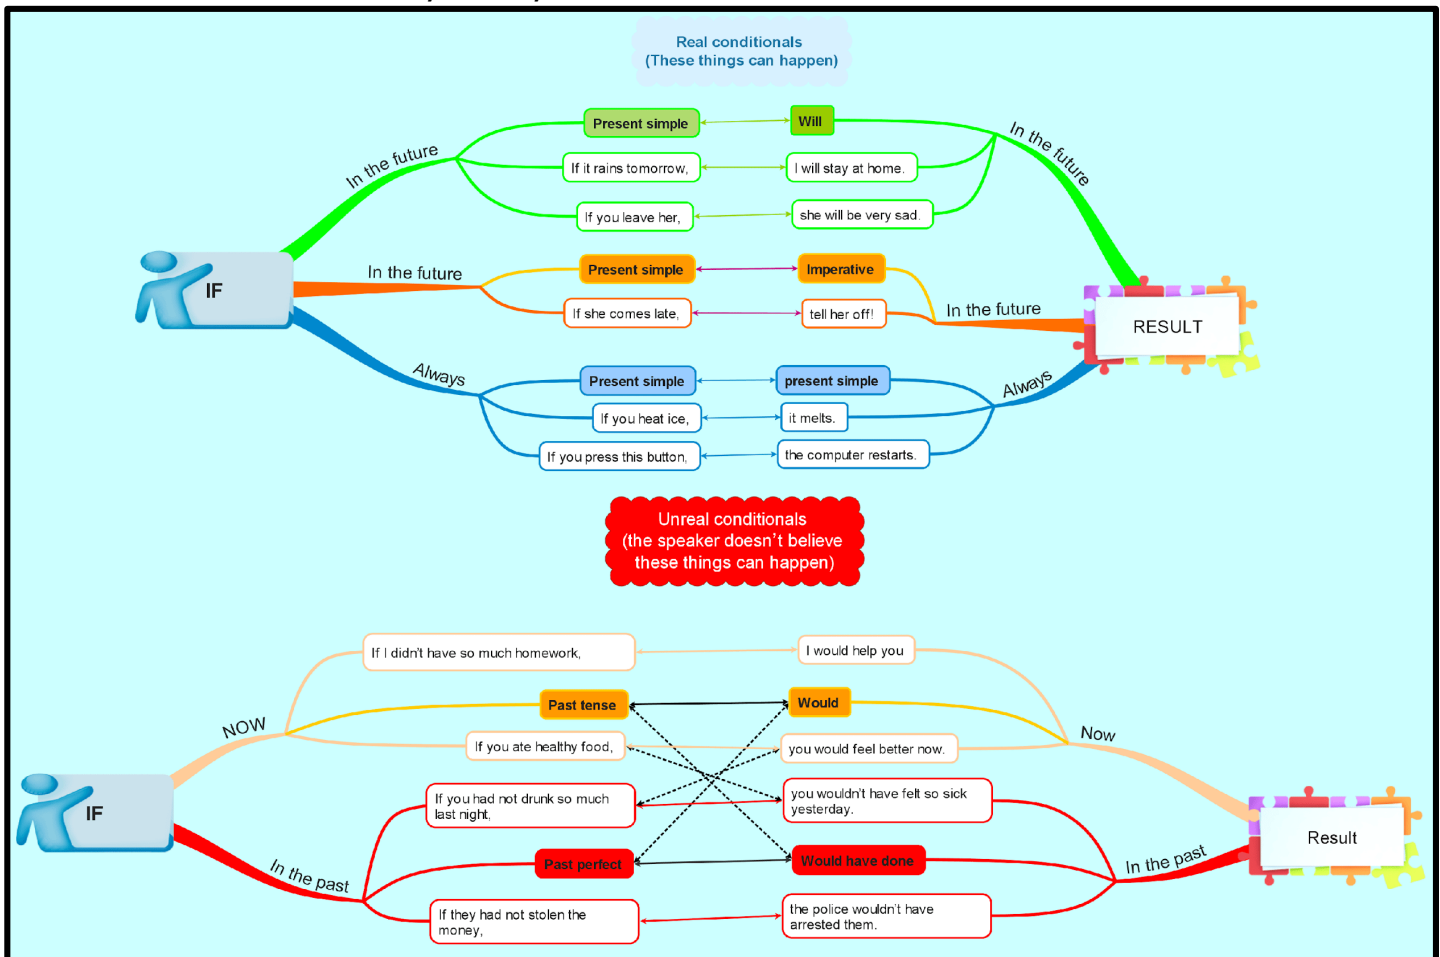 Real conditionals
(These things can happen)
In the future
Present simple
Will
In the future
If it rains tomorrow,
I will stay at home.
If you leave her,
she will be very sad.
IF
In the future
Present simple
Imperative
If she comes late,
tell her off!
In the future
RESULT
Always
Present simple
present simple
Always
If you heat ice,
it melts.
If you press this button,
the computer restarts.
Unreal conditionals
(the speaker doesn't believe
these things can happen)
If I didn't have so much homework,
I would help you
NOW
Past tense
Would
Now
If you ate healthy food,
you would feel better now.
IF
If you had not drunk so much
last night,
you wouldn't have felt so sick
yesterday.
Result
In the past
Past perfect
Would have done
In the past
If they had not stolen the
money,
the police wouldn't have
arrested them.